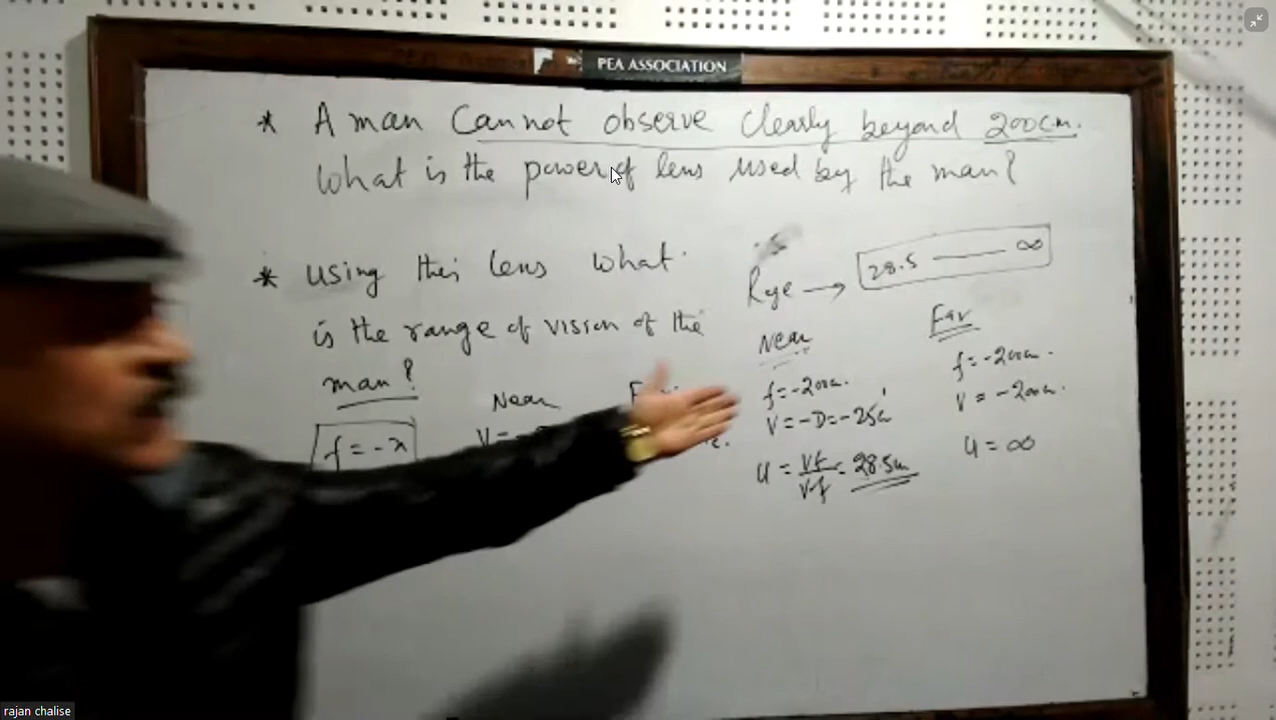 PEA ASSOCIATION
* A man Cannot observe clearly beyond 200cm.
What is the power of lens used by the man?
* Using this lens what
is the range of vision of the
man?
f = -x
Near
Range → 28.5 — ∞
Near
f = -200cm.
V = -D = -25cm
u = Vf/V-f = 28.5cm
Far
f = -200cm.
V = -200cm.
u = ∞
rajan chalise